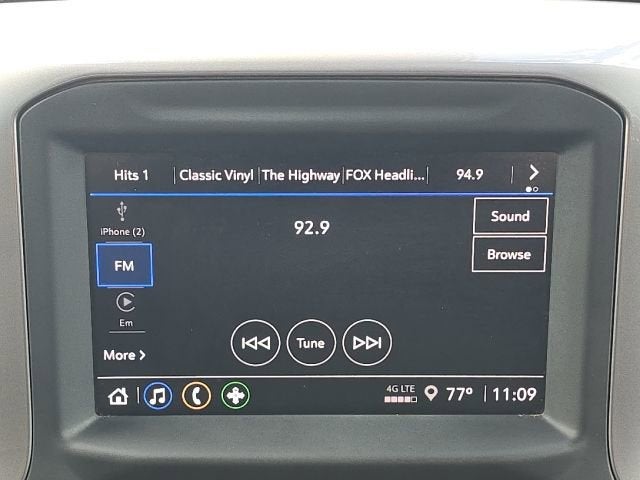 Hits 1 Classic Vinyl The Highway FOX Headli... 94.9
iPhone (2)
92.9
Sound
FM
Browse
Em
Tune
More
4G LTE 77° 11:09